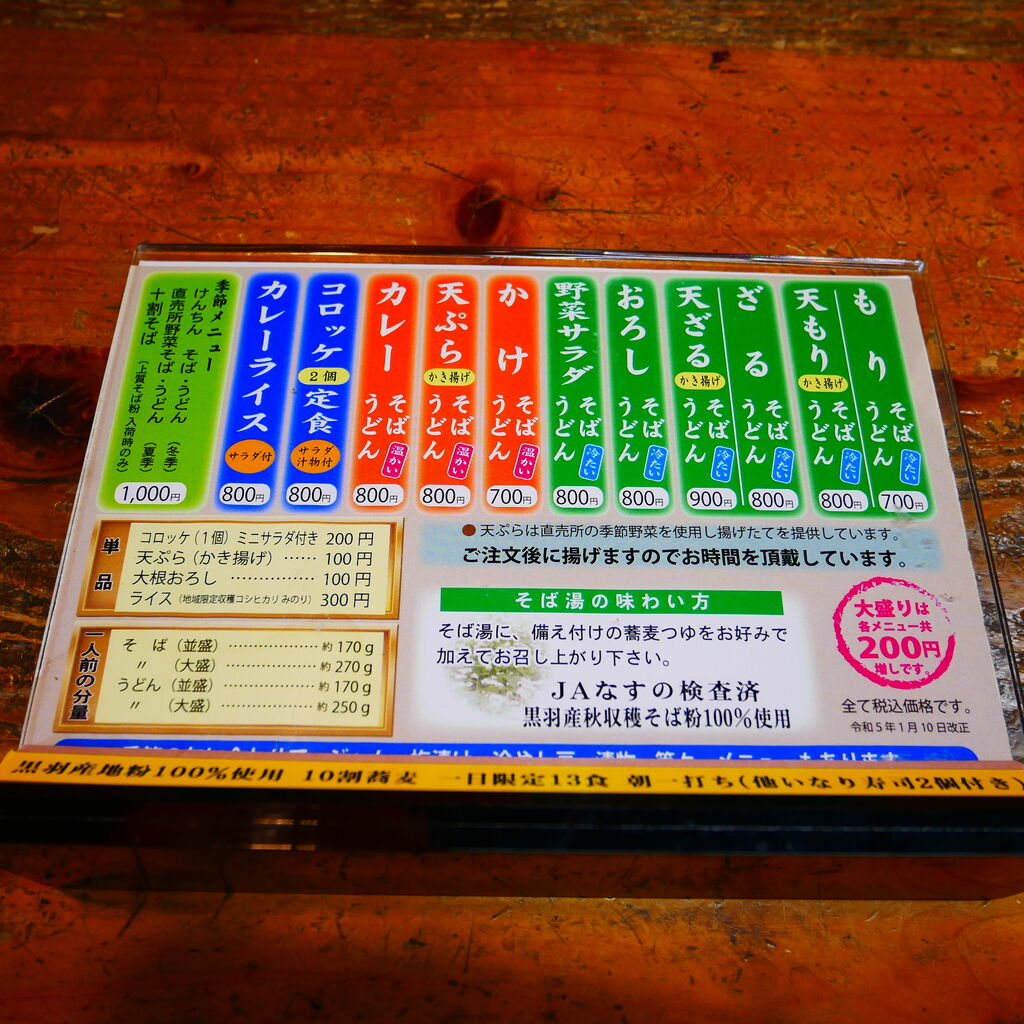 もり そば うどん 冷たい 700円
天もり かき揚げ そば うどん 冷たい 800円
ざる そば うどん 冷たい 800円
天ざる かき揚げ そば うどん 冷たい 900円
おろし そば うどん 冷たい 800円
野菜サラダ そば うどん 冷たい 800円
かけ そば うどん 温かい 700円
天ぷら かき揚げ そば うどん 温かい 800円
カレー そば うどん 温かい 800円
コロッケ 2個 定食 サラダ 汁物付 800円
カレーライス サラダ付 800円
季節メニュー
けんちん そば・うどん (冬季)
直売所野菜そば・うどん (夏季)
十割そば (上質そば粉 入荷時のみ)
1,000円
単品
コロッケ(1個)ミニサラダ付き 200円
天ぷら(かき揚げ) …… 100円
大根おろし …………… 100円
ライス(地域限定収穫コシヒカリ みのり) 300円
一人前の分量
そ ば(並盛)………………約170g
〃 (大盛)………………約270g
うどん(並盛)………………約170g
〃 (大盛)………………約250g
●天ぷらは直売所の季節野菜を使用し揚げたてを提供しています。
ご注文後に揚げますのでお時間を頂戴しています。
そば湯の味わい方
そば湯に、備え付けの蕎麦つゆをお好みで
加えてお召し上がり下さい。
JAなすの検査済
黒羽産秋収穫そば粉100%使用
大盛りは
各メニュー共
200円
増しです。
全て税込価格です。
令和5年1月10日改正
黒羽産地粉100%使用 10割蕎麦 一日限定13食 朝一打ち(他いなり寿司2個付き)